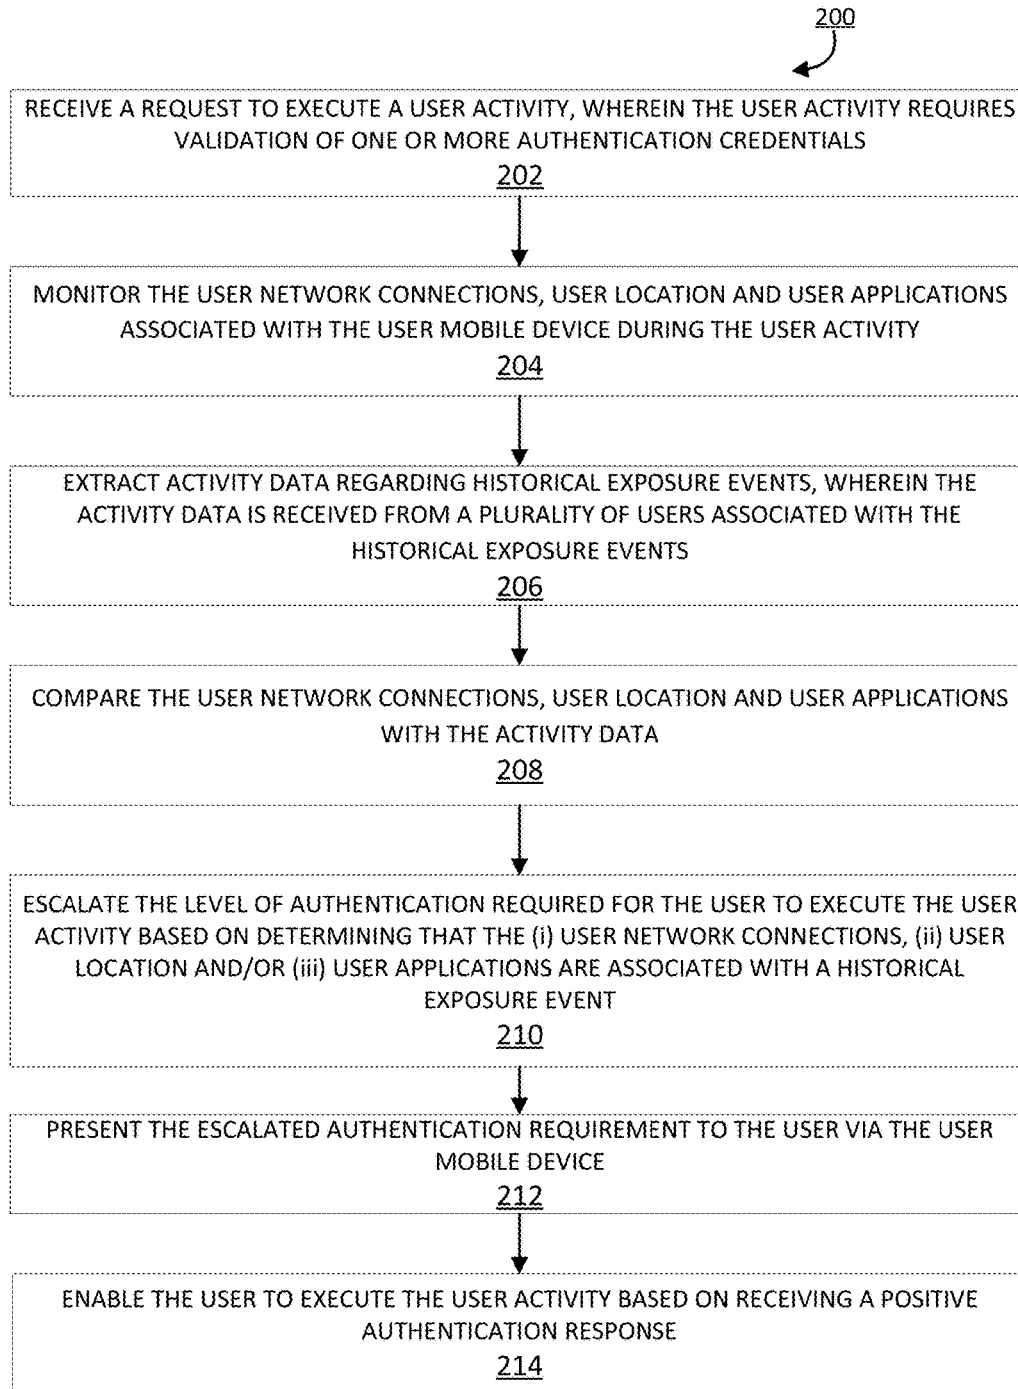 200
RECEIVE A REQUEST TO EXECUTE A USER ACTIVITY, WHEREIN THE USER ACTIVITY REQUIRES
VALIDATION OF ONE OR MORE AUTHENTICATION CREDENTIALS
202
MONITOR THE USER NETWORK CONNECTIONS, USER LOCATION AND USER APPLICATIONS
ASSOCIATED WITH THE USER MOBILE DEVICE DURING THE USER ACTIVITY
204
EXTRACT ACTIVITY DATA REGARDING HISTORICAL EXPOSURE EVENTS, WHEREIN THE
ACTIVITY DATA IS RECEIVED FROM A PLURALITY OF USERS ASSOCIATED WITH THE
HISTORICAL EXPOSURE EVENTS
206
COMPARE THE USER NETWORK CONNECTIONS, USER LOCATION AND USER APPLICATIONS
WITH THE ACTIVITY DATA
208
ESCALATE THE LEVEL OF AUTHENTICATION REQUIRED FOR THE USER TO EXECUTE THE USER
ACTIVITY BASED ON DETERMINING THAT THE (i) USER NETWORK CONNECTIONS, (ii) USER
LOCATION AND/OR (iii) USER APPLICATIONS ARE ASSOCIATED WITH A HISTORICAL
EXPOSURE EVENT
210
PRESENT THE ESCALATED AUTHENTICATION REQUIREMENT TO THE USER VIA THE USER
MOBILE DEVICE
212
ENABLE THE USER TO EXECUTE THE USER ACTIVITY BASED ON RECEIVING A POSITIVE
AUTHENTICATION RESPONSE
214